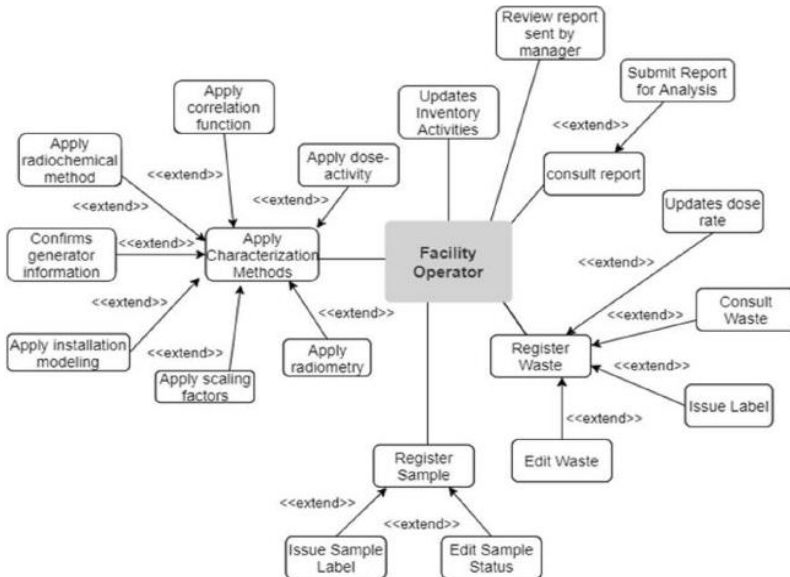 Review report
sent by
manager
Submit Report
for Analysis
Apply
correlation
function
Updates
Inventory
Activities
<<extend>>
Apply
radiochemical
method
<<extend>>
Apply dose-
activity
consult report
<<extend>>
<<extend>>
Updates dose
rate
Confirms
generator
information
<<extend>>
Apply
Characterization
Methods
Facility
Operator
<<extend>>
<<extend>>
Consult
Waste
<<extend>>
Apply installation
modeling
<<extend>>
Apply scaling
factors
<<extend>>
Apply
radiometry
Register
Waste
<<extend>>
Issue Label
<<extend>>
Edit Waste
Register
Sample
<<extend>>
<<extend>>
Issue Sample
Label
Edit Sample
Status